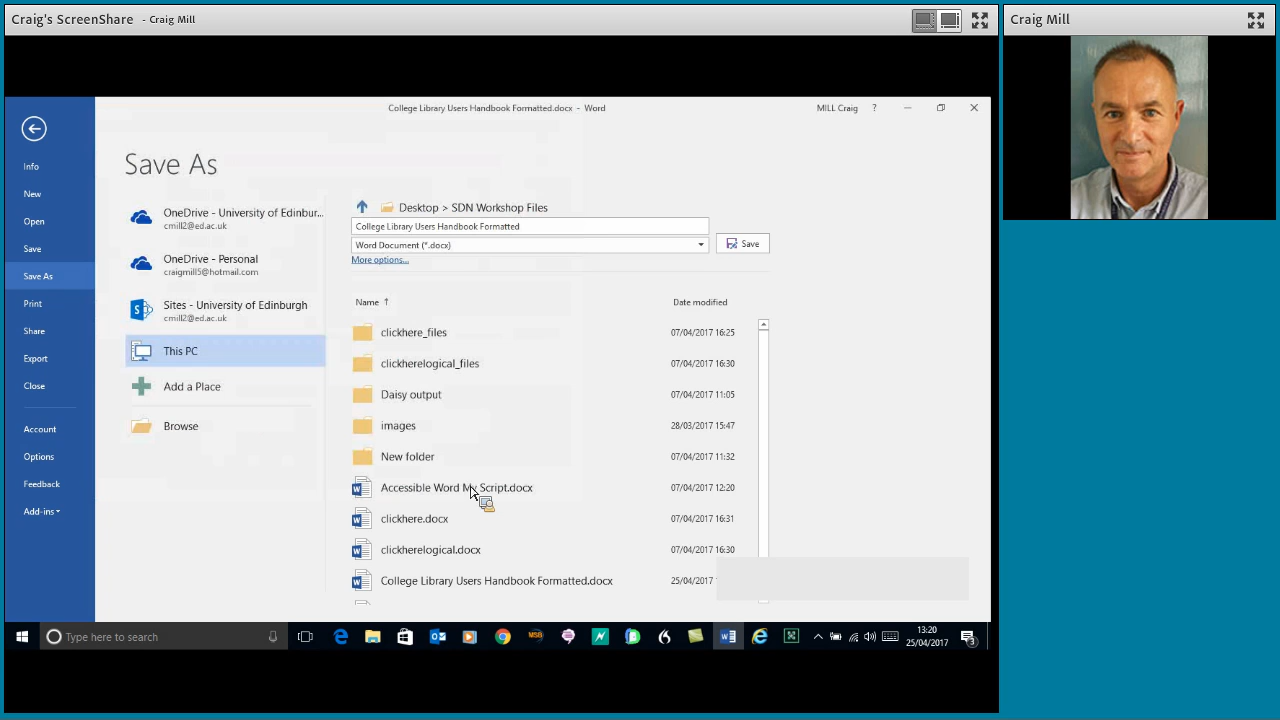 Craig's ScreenShare - Craig Mill
Craig Mill
College Library Users Handbook Formatted.docx - Word
MILL Craig ?
Info
New
Open
Save
Save As
Print
Share
Export
Close
Account
Options
Feedback
Add-ins
Save As
OneDrive - University of Edinbur...
cmill2@ed.ac.uk
OneDrive - Personal
craigmill5@hotmail.com
Sites - University of Edinburgh
cmill2@ed.ac.uk
This PC
Add a Place
Browse
Desktop > SDN Workshop Files
College Library Users Handbook Formatted
Word Document (*.docx)
Save
More options...
Name Date modified
clickhere_files 07/04/2017 16:25
clickherelogical_files 07/04/2017 16:30
Daisy output 07/04/2017 11:05
images 28/03/2017 15:47
New folder 07/04/2017 11:32
Accessible Word My Script.docx 07/04/2017 12:20
clickhere.docx 07/04/2017 16:31
clickherelogical.docx 07/04/2017 16:30
College Library Users Handbook Formatted.docx 25/04/2017
Type here to search
MSG
13:20
25/04/2017
3